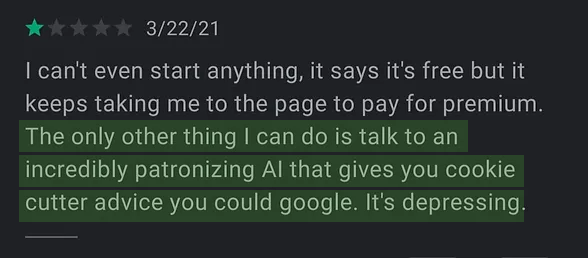 3/22/21
I can't even start anything, it says it's free but it
keeps taking me to the page to pay for premium.
The only other thing I can do is talk to an
incredibly patronizing AI that gives you cookie
cutter advice you could google. It's depressing.